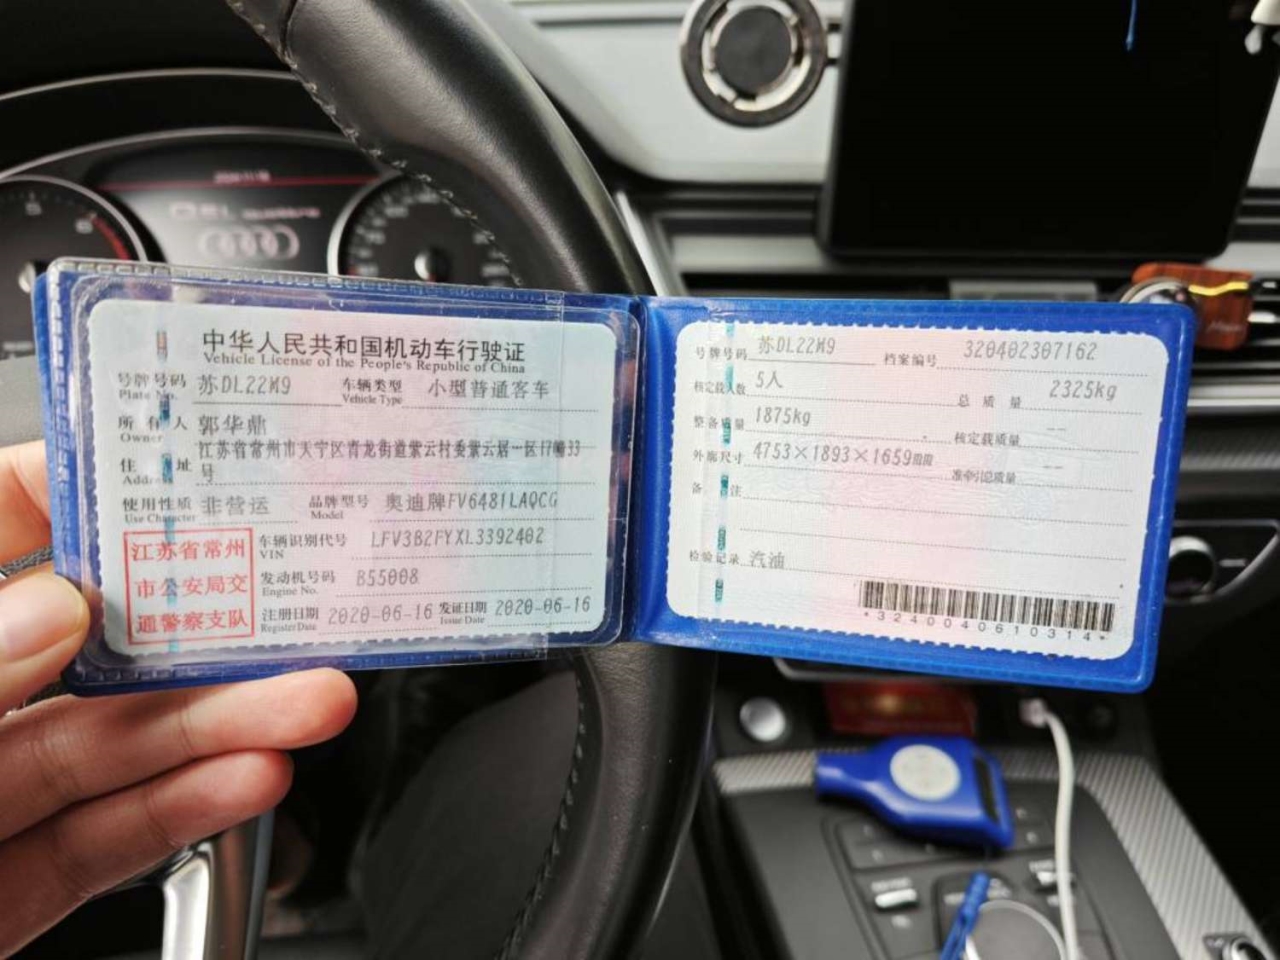 中华人民共和国机动车行驶证
Vehicle License of the People's Republic of China
号牌号码 苏DL22M9 车辆类型 小型普通客车
Plate No. Vehicle Type
所有人 郭华鼎
Owner
住址 江苏省常州市天宁区青龙街道紫云村委紫云居一区17幢33号
Address
使用性质 非营运 品牌型号 奥迪牌FV6481LAQCG
Use Character Model
江苏省常州
市公安局交
通警察支队
车辆识别代号 LFV3B2FYXL3392402
VIN
发动机号码 B55008
Engine No.
注册日期 2020-06-16 发证日期 2020-06-16
Register Date Issue Date
号牌号码 苏DL22M9 档案编号 320402307162
核定载人数 5人 总质量 2325kg
整备质量 1875kg 核定载质量 --
外廓尺寸 4753×1893×1659mm 准牵引总质量 --
备注
检验记录 汽油
*3240040610314*